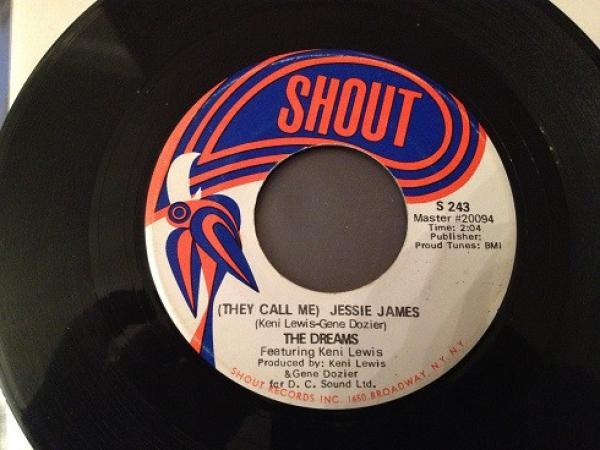 SHOUT
S 243
Master #20094
Time: 2:04
Publisher:
Proud Tunes: BMI
(THEY CALL ME) JESSIE JAMES
(Keni Lewis-Gene Dozier)
THE DREAMS
Featuring Keni Lewis
Produced by: Keni Lewis
&Gene Dozier
for D. C. Sound Ltd.
SHOUT RECORDS INC. 1650 BROADWAY, N.Y. N.Y.